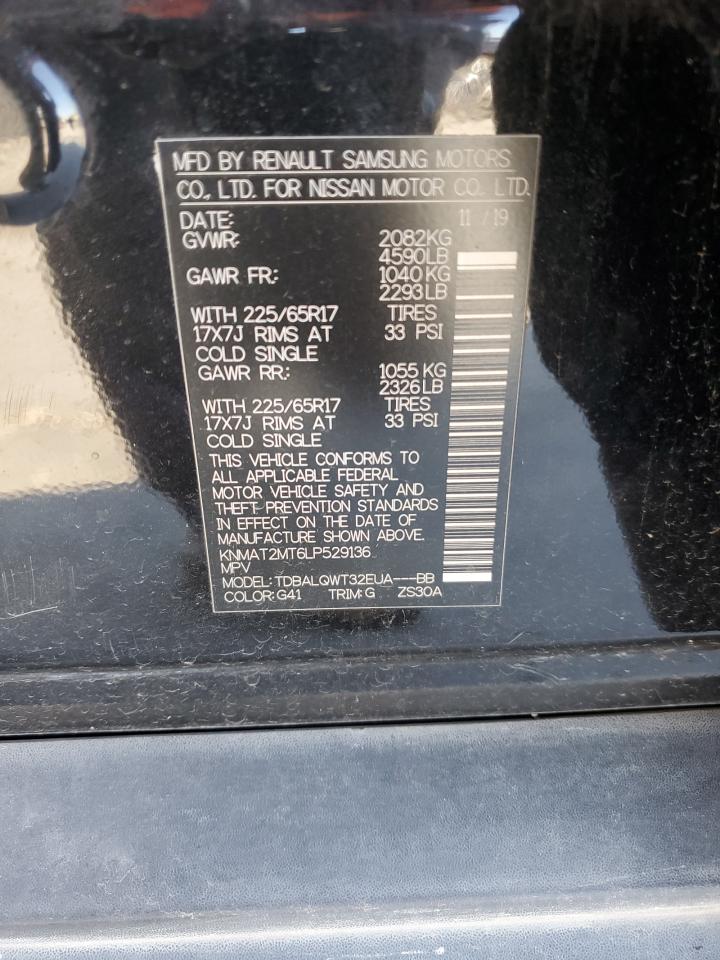 MFD BY RENAULT SAMSUNG MOTORS
CO., LTD. FOR NISSAN MOTOR CO., LTD.
DATE: 11 / 19
GVWR: 2082KG
4590LB
GAWR FR: 1040KG
2293LB
WITH 225/65R17 TIRES
17X7J RIMS AT 33 PSI
COLD SINGLE
GAWR RR: 1055 KG
2326LB
WITH 225/65R17 TIRES
17X7J RIMS AT 33 PSI
COLD SINGLE
THIS VEHICLE CONFORMS TO
ALL APPLICABLE FEDERAL
MOTOR VEHICLE SAFETY AND
THEFT PREVENTION STANDARDS
IN EFFECT ON THE DATE OF
MANUFACTURE SHOWN ABOVE.
KNMAT2MT6LP529136
MPV
MODEL: TDBALQWT32EUA---BB
COLOR: G41 TRIM: G ZS30A